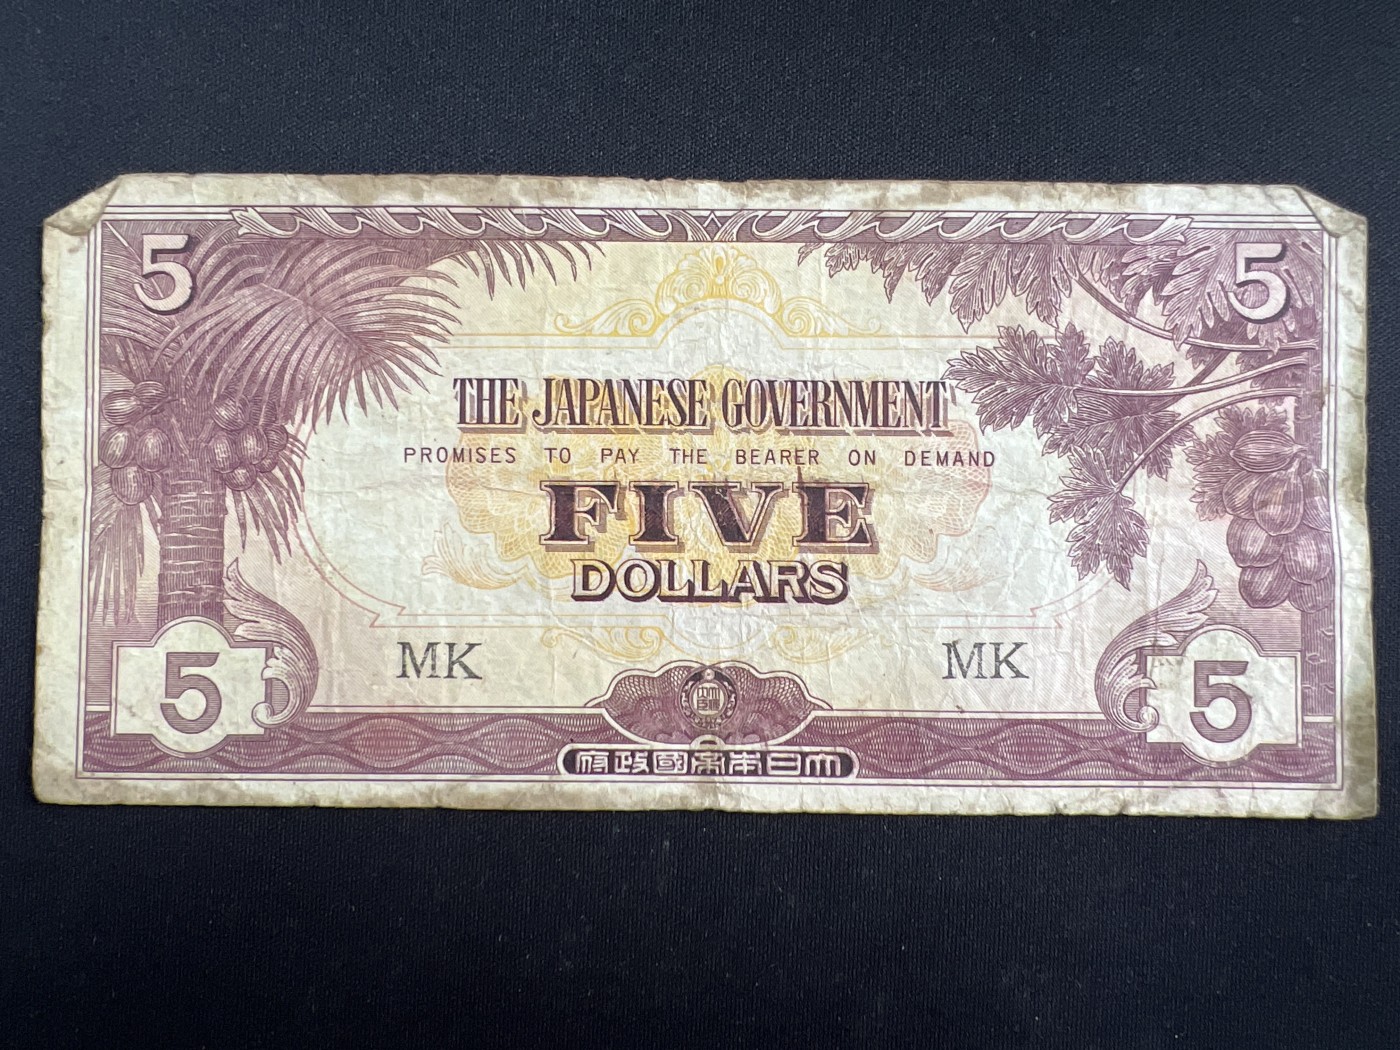 5 5
THE JAPANESE GOVERNMENT
PROMISES TO PAY THE BEARER ON DEMAND
FIVE
DOLLARS
MK MK
5 5
府政國帝本日大